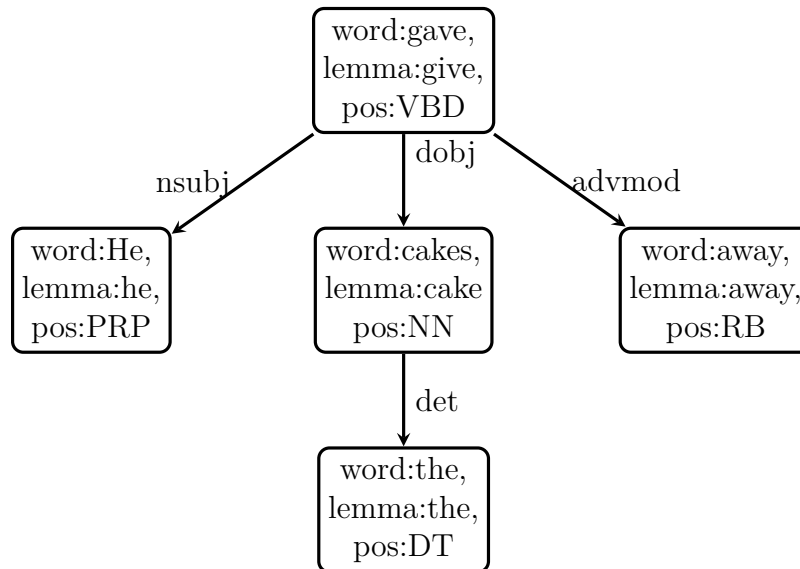 word:gave,
lemma:give,
pos:VBD
nsubj
dobj
advmod
word:He,
lemma:he,
pos:PRP
word:cakes,
lemma:cake
pos:NN
word:away,
lemma:away,
pos:RB
det
word:the,
lemma:the,
pos:DT